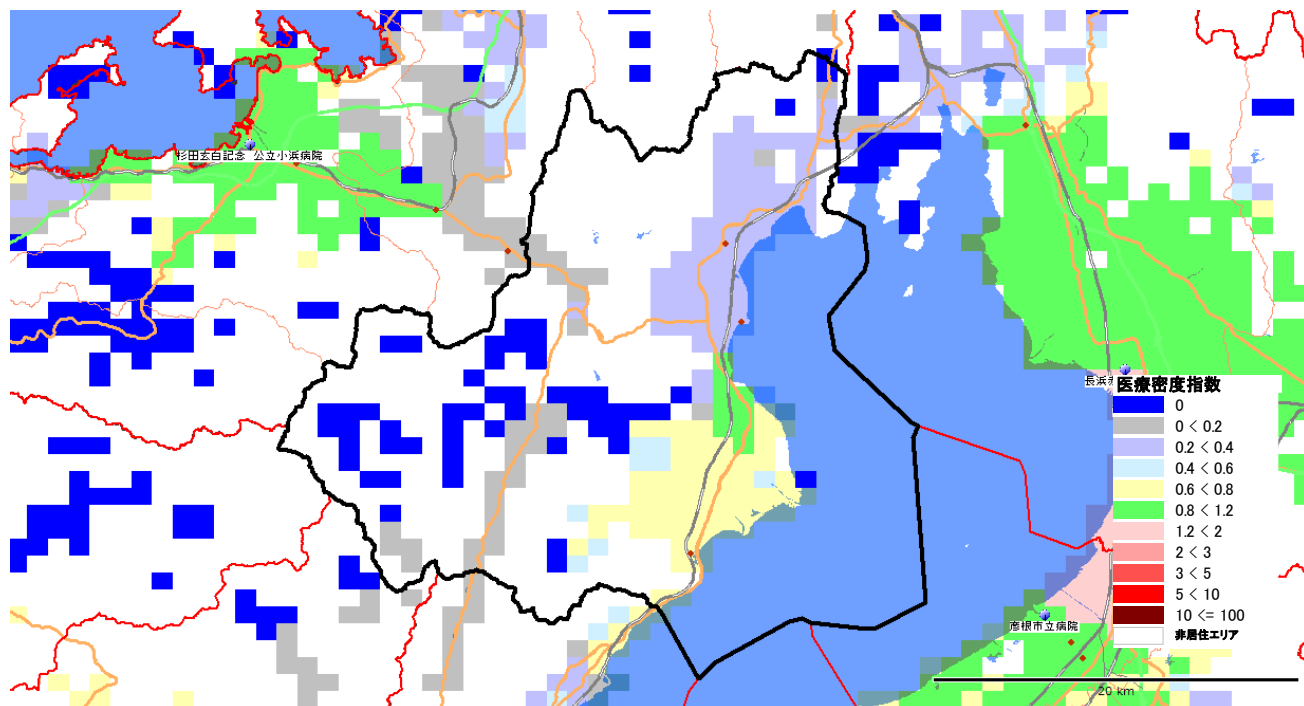 杉田玄白記念 公立小浜病院
医療密度指数
0
0 < 0.2
0.2 < 0.4
0.4 < 0.6
0.6 < 0.8
0.8 < 1.2
1.2 < 2
2 < 3
3 < 5
5 < 10
10 <= 100
非居住エリア
長浜赤
彦根市立病院
20 km